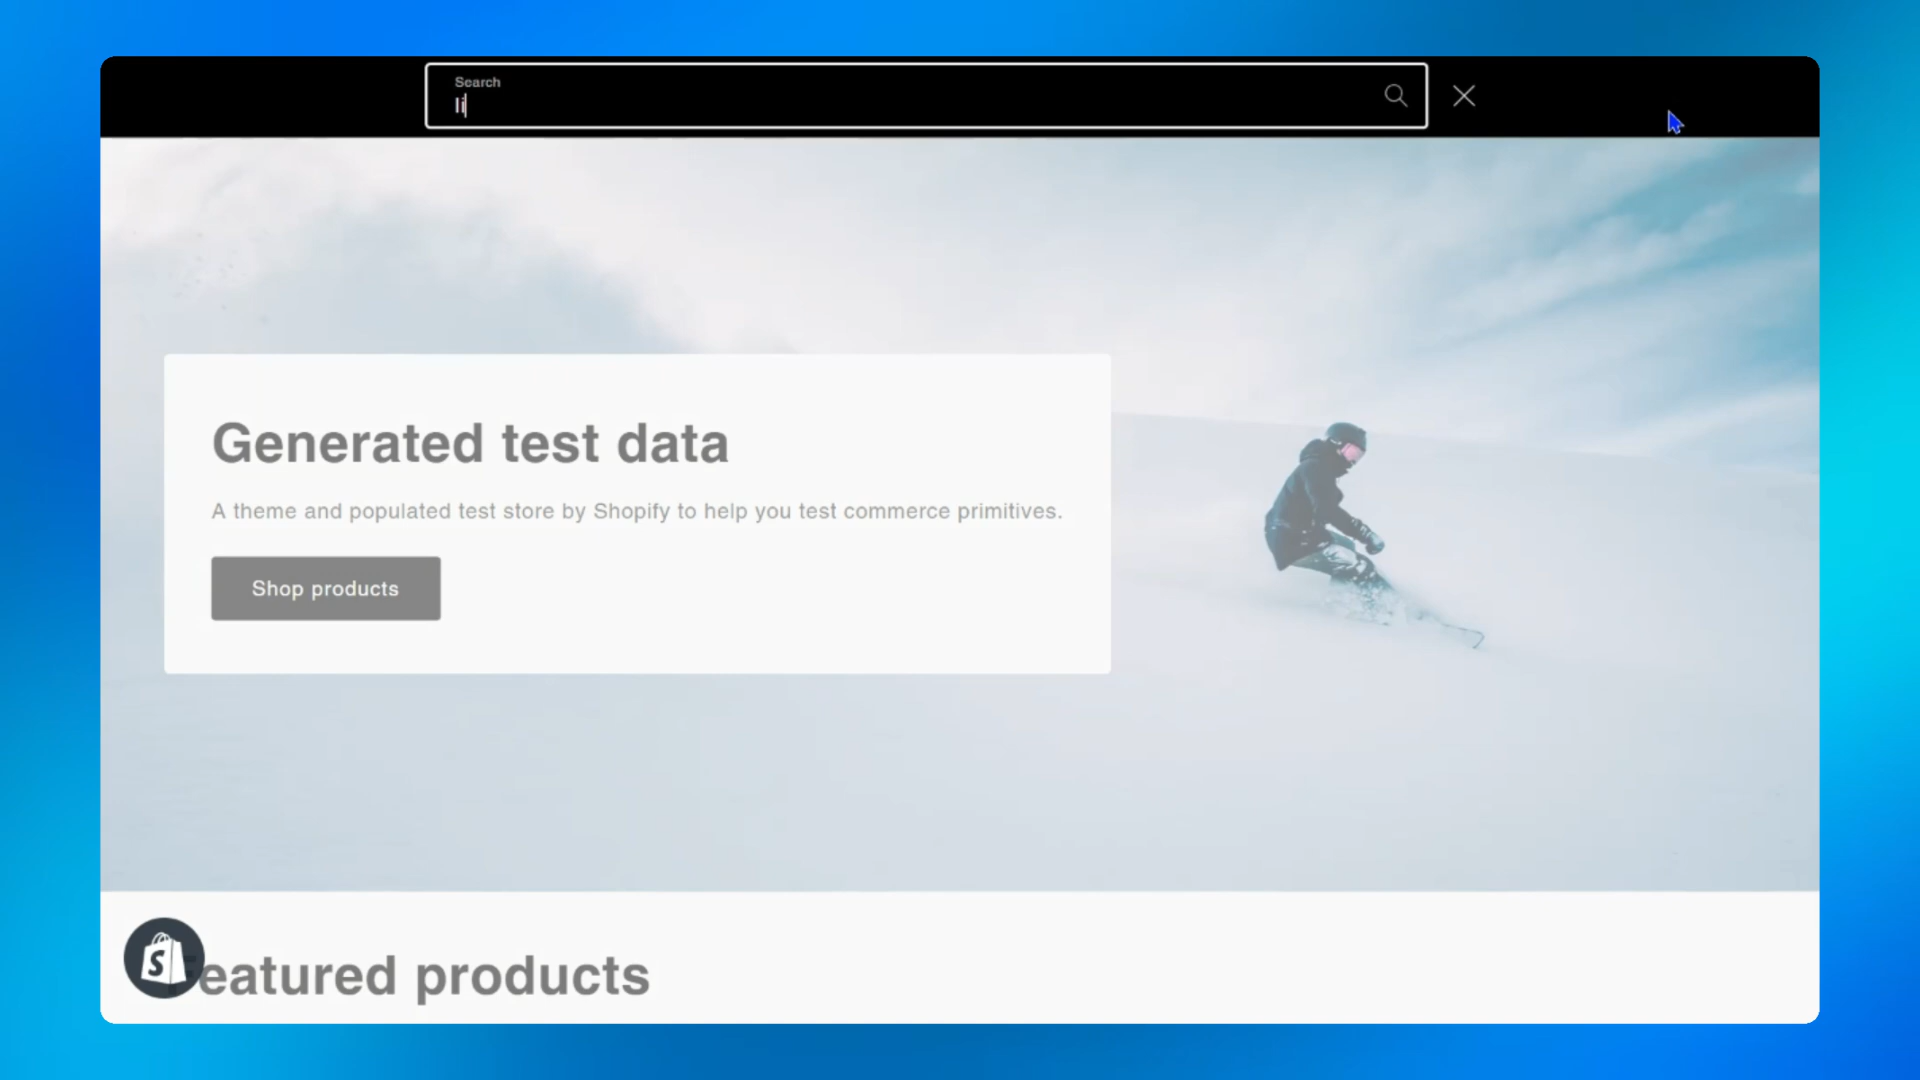 Search
li
Generated test data
A theme and populated test store by Shopify to help you test commerce primitives.
Shop products
S
Featured products